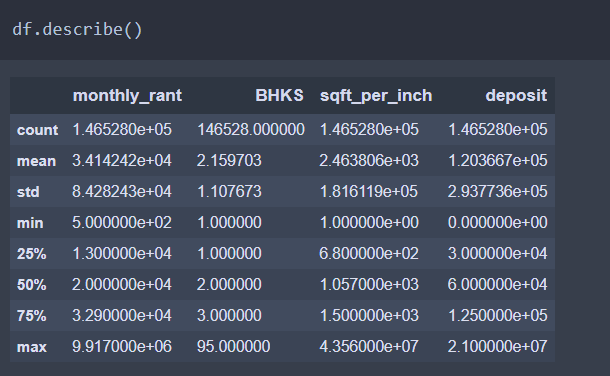 df.describe()
monthly_rant BHKS sqft_per_inch deposit
count 1.465280e+05 146528.000000 1.465280e+05 1.465280e+05
mean 3.414242e+04 2.159703 2.463806e+03 1.203667e+05
std 8.428243e+04 1.107673 1.816119e+05 2.937736e+05
min 5.000000e+02 1.000000 1.000000e+00 0.000000e+00
25% 1.300000e+04 1.000000 6.800000e+02 3.000000e+04
50% 2.000000e+04 2.000000 1.057000e+03 6.000000e+04
75% 3.290000e+04 3.000000 1.500000e+03 1.250000e+05
max 9.917000e+06 95.000000 4.356000e+07 2.100000e+07